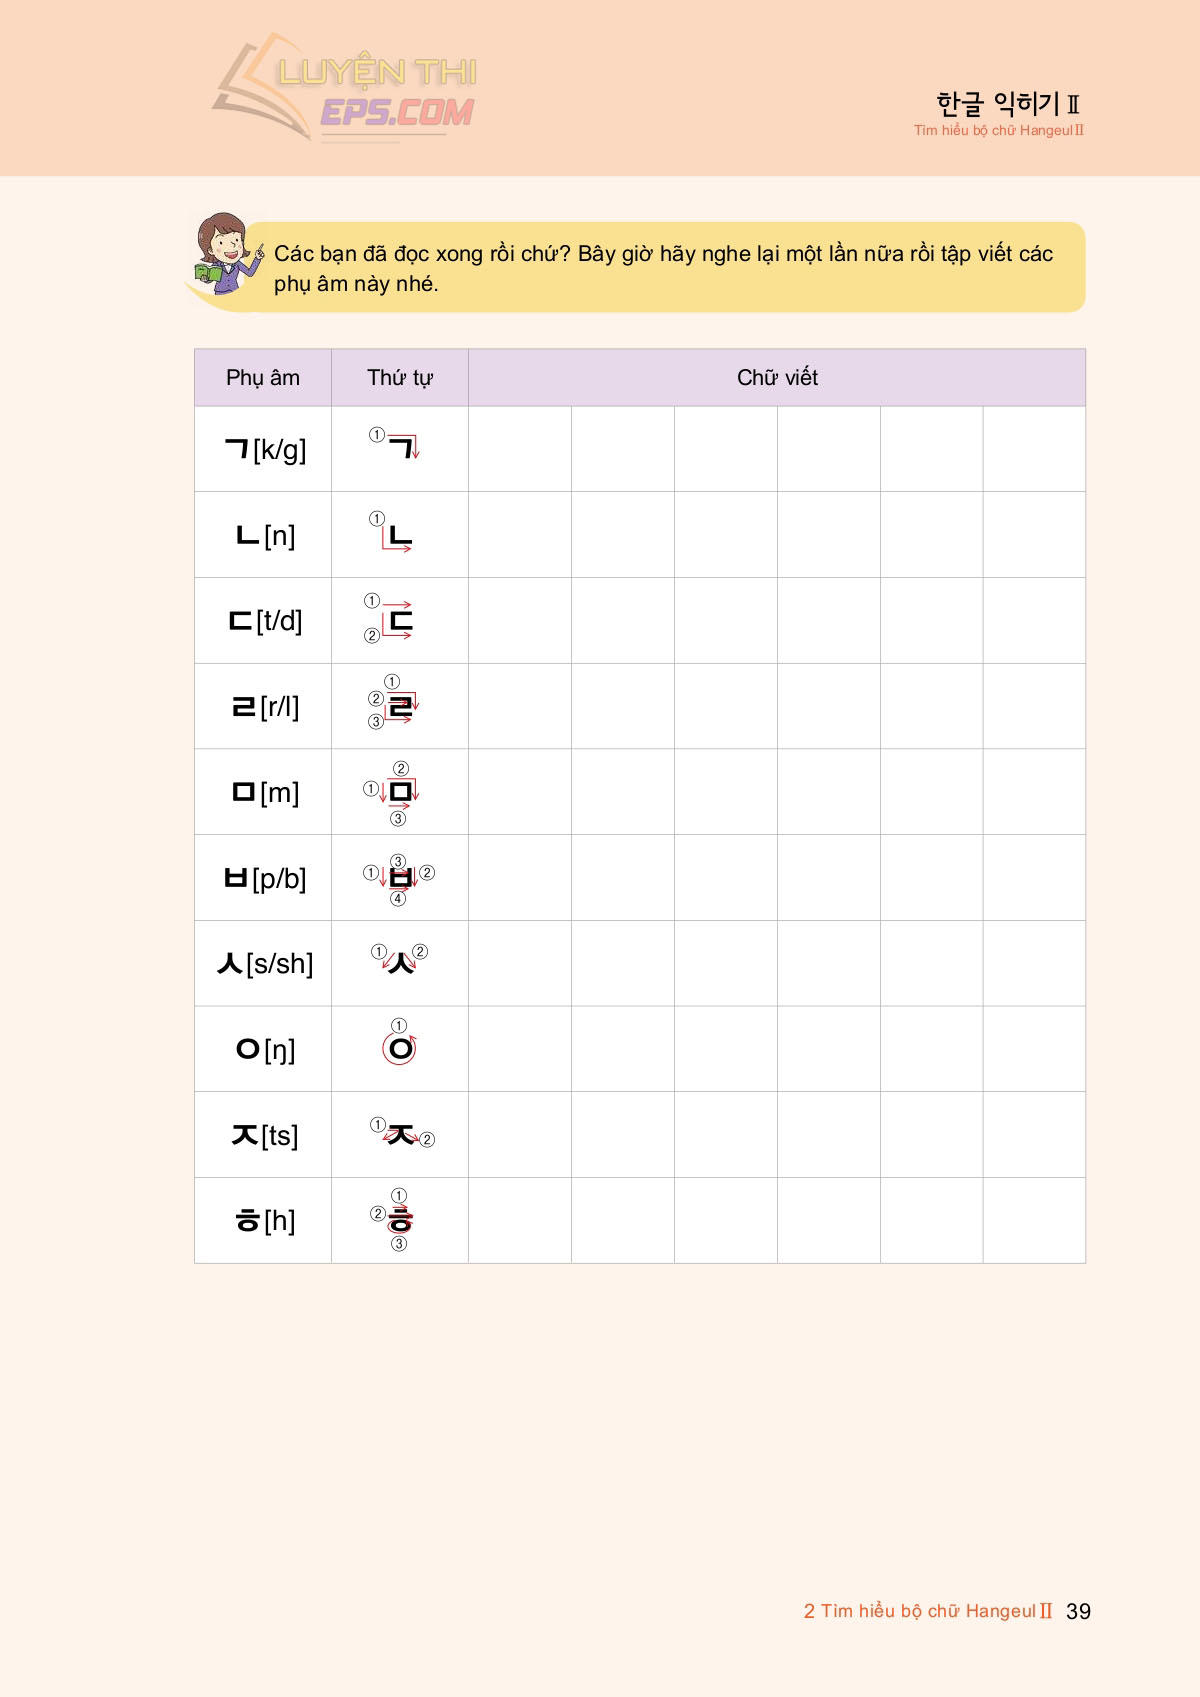 LUYỆN THI
EPS.COM
한글 익히기 Ⅱ
Tìm hiểu bộ chữ Hangeul Ⅱ
Các bạn đã đọc xong rồi chứ? Bây giờ hãy nghe lại một lần nữa rồi tập viết các
phụ âm này nhé.
Phụ âm Thứ tự Chữ viết
ㄱ[k/g] ① ㄱ
ㄴ[n] ① ㄴ
ㄷ[t/d] ① ② ㄷ
ㄹ[r/l] ① ② ③ ㄹ
ㅁ[m] ① ② ③ ㅁ
ㅂ[p/b] ① ② ③ ④ ㅂ
ㅅ[s/sh] ① ② ㅅ
ㅇ[ŋ] ① ㅇ
ㅈ[ts] ① ② ㅈ
ㅎ[h] ① ② ③ ㅎ
2 Tìm hiểu bộ chữ Hangeul Ⅱ 39